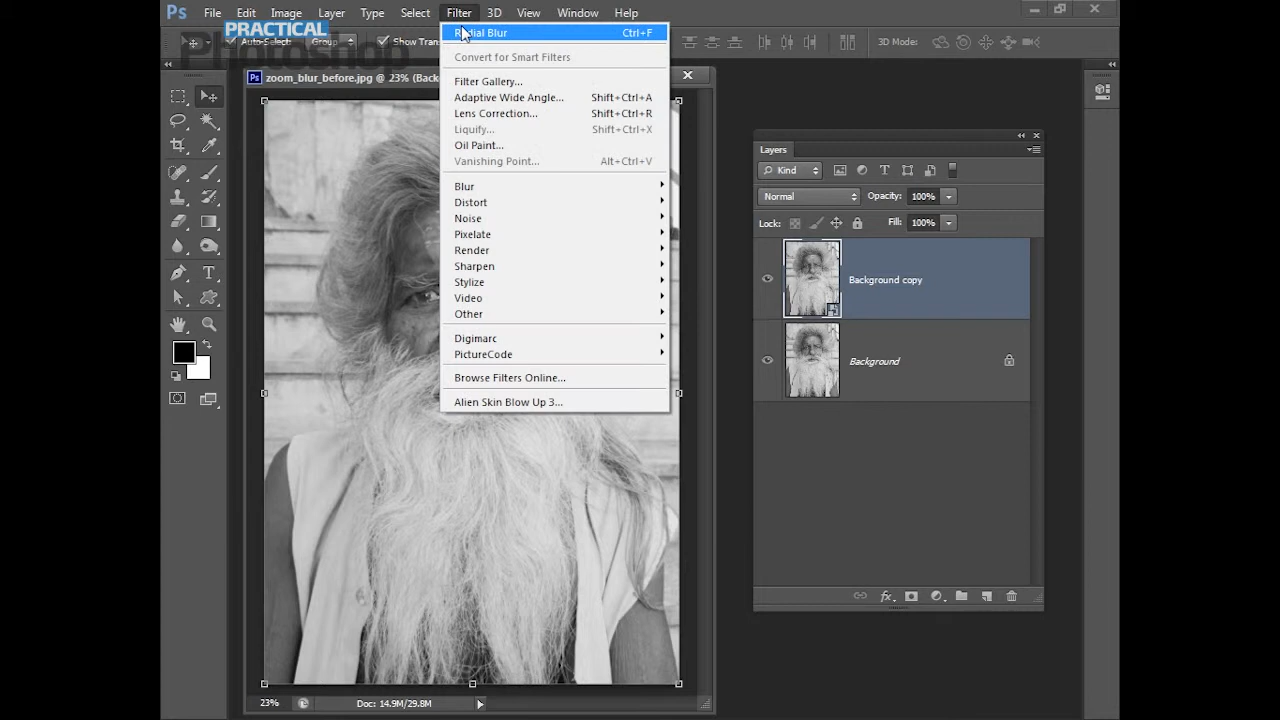 Ps File Edit Image Layer Type Select Filter 3D View Window Help
PRACTICAL
Photoshop
Auto-Select: Group Show Tran 3D Mode:
Ps zoom_blur_before.jpg @ 23% (Back
Radial Blur Ctrl+F
Convert for Smart Filters
Filter Gallery...
Adaptive Wide Angle... Shift+Ctrl+A
Lens Correction... Shift+Ctrl+R
Liquify... Shift+Ctrl+X
Oil Paint...
Vanishing Point... Alt+Ctrl+V
Blur
Distort
Noise
Pixelate
Render
Sharpen
Stylize
Video
Other
Digimarc
PictureCode
Browse Filters Online...
Alien Skin Blow Up 3...
Layers
Kind
Normal Opacity: 100%
Lock: Fill: 100%
Background copy
Background
fx
23% Doc: 14.9M/29.8M